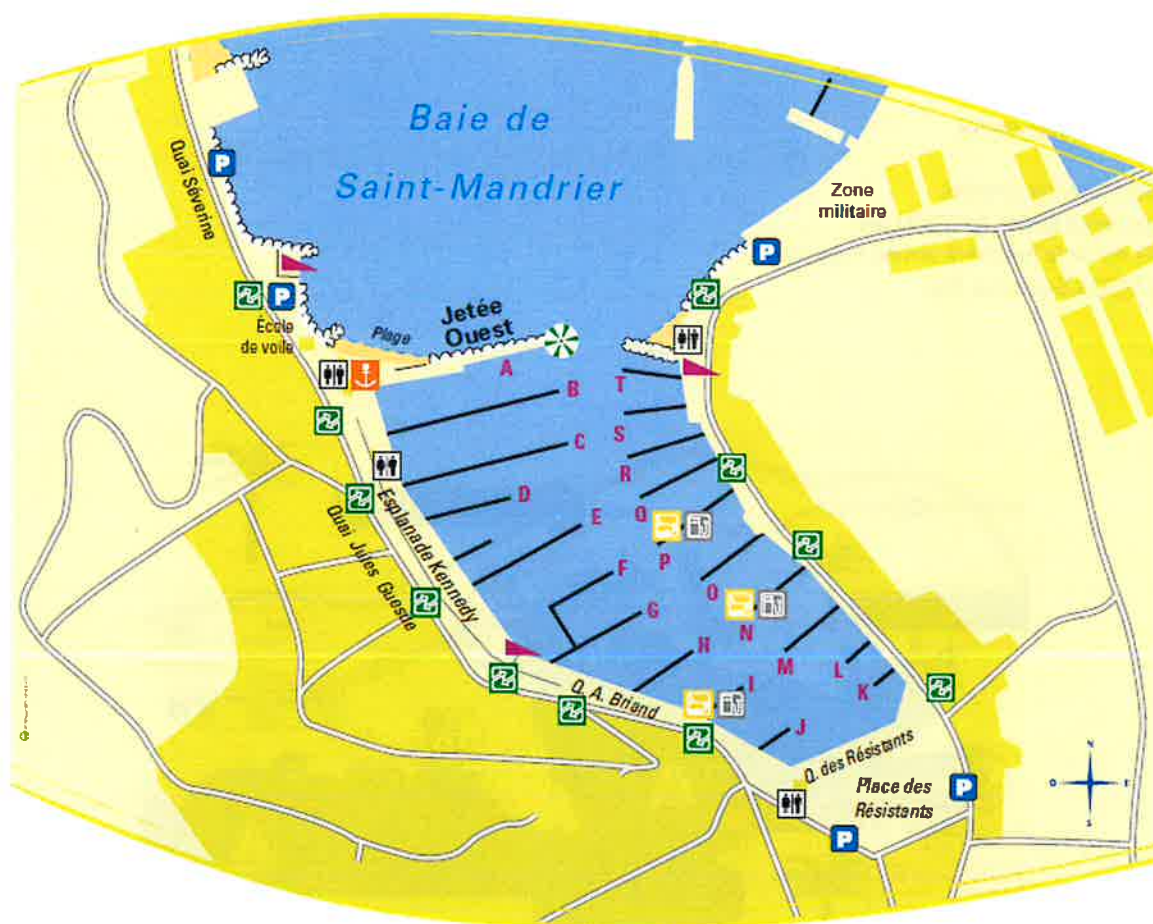 Baie de
Saint-Mandrier
Zone
militaire
Quai Séverine
P
P
P
École
de voile
Plage
Jetée
Ouest
A
B
T
C
S
R
D
E
Q
P
F
O
G
N
H
M
L
K
I
J
Esplanade Kennedy
Quai Jules Guesde
Q. A. Briand
Q. des Résistants
Place des
Résistants
P
P
N
O
E
S